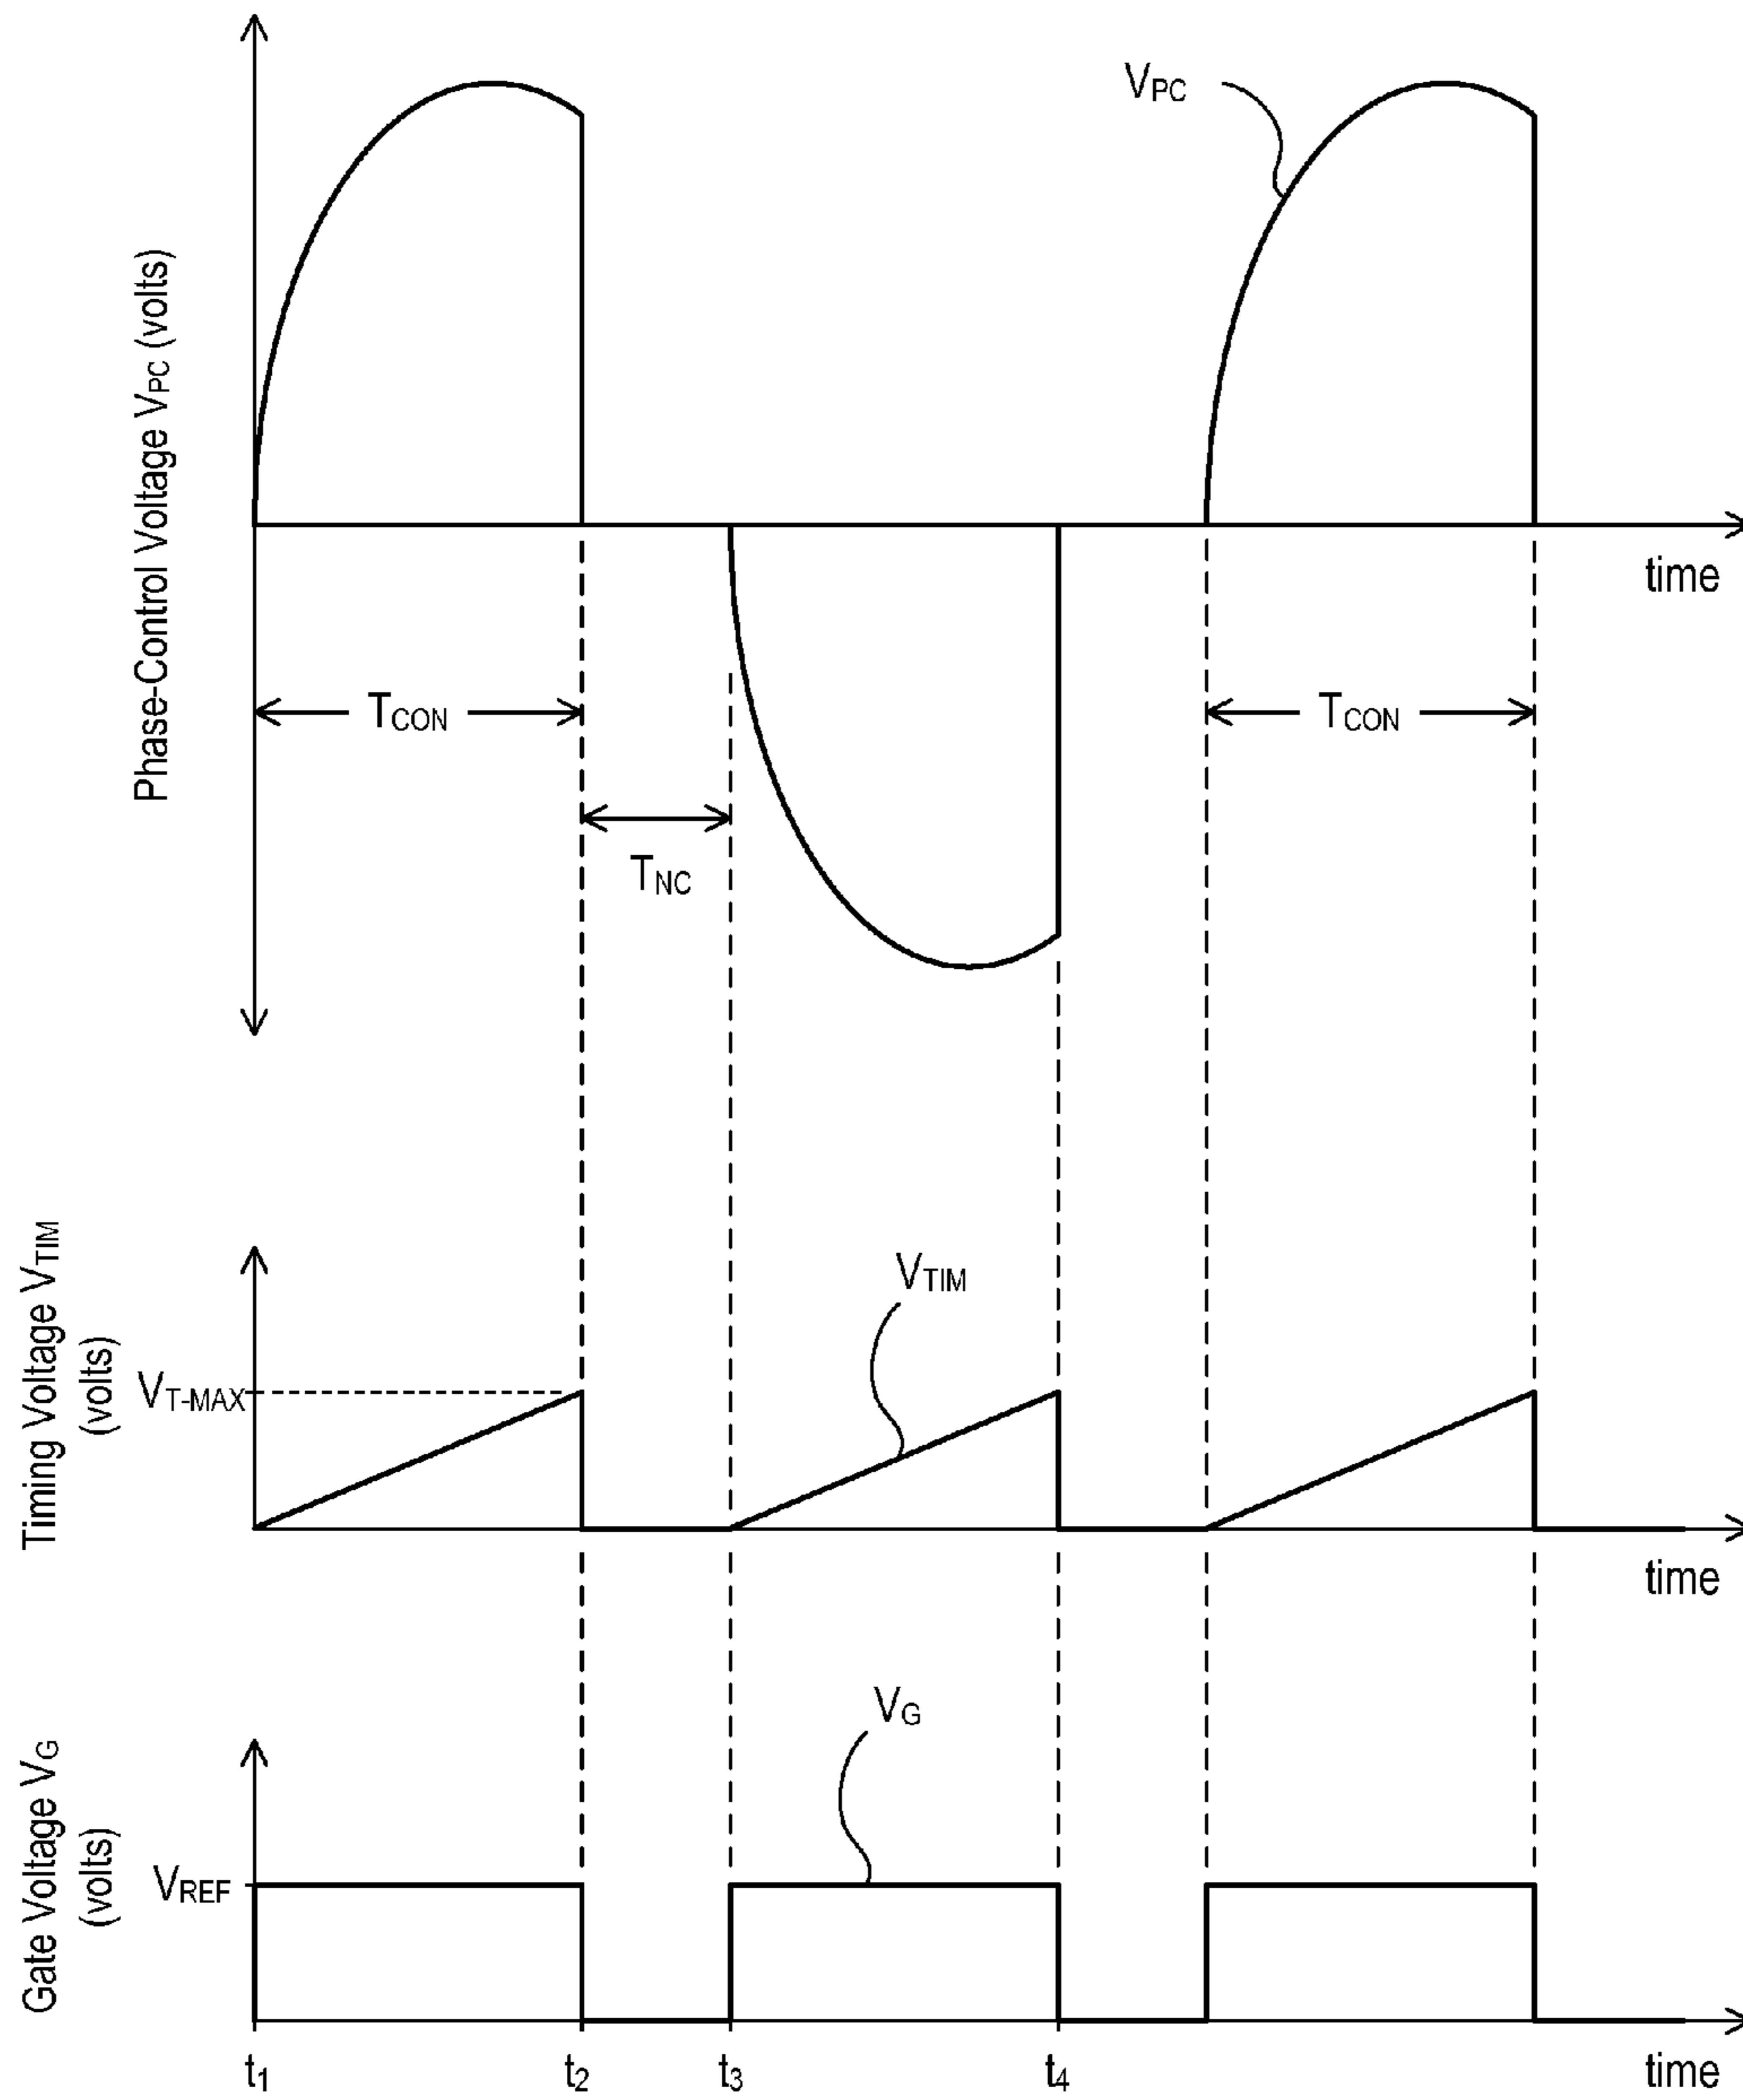 Phase-Control Voltage VPC (volts)
VPC
time
TCON
TCON
TNC
Timing Voltage VTIM
(volts)
VTIM
VT-MAX
time
Gate Voltage VG
(volts)
VG
VREF
t1
t2
t3
t4
time